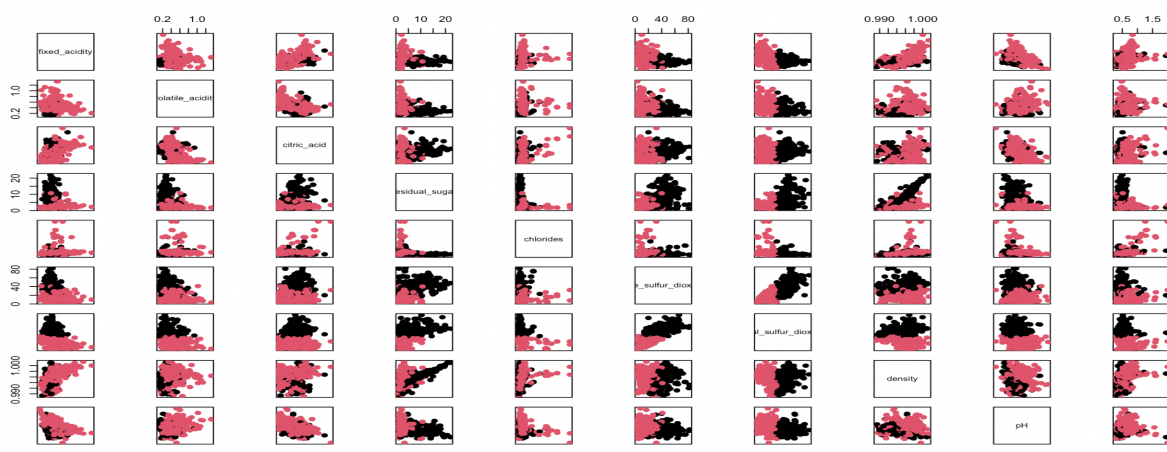 0.2 1.0 0 10 20 0 40 80 0.990 1.000 0.5 1.5
fixed_acidity
1.0
0.2
olatile_acidit
citric_acid
20
10
0
esidual_suga
chlorides
80
40
0
e_sulfur_diox
al_sulfur_diox
1.000
0.990
density
pH